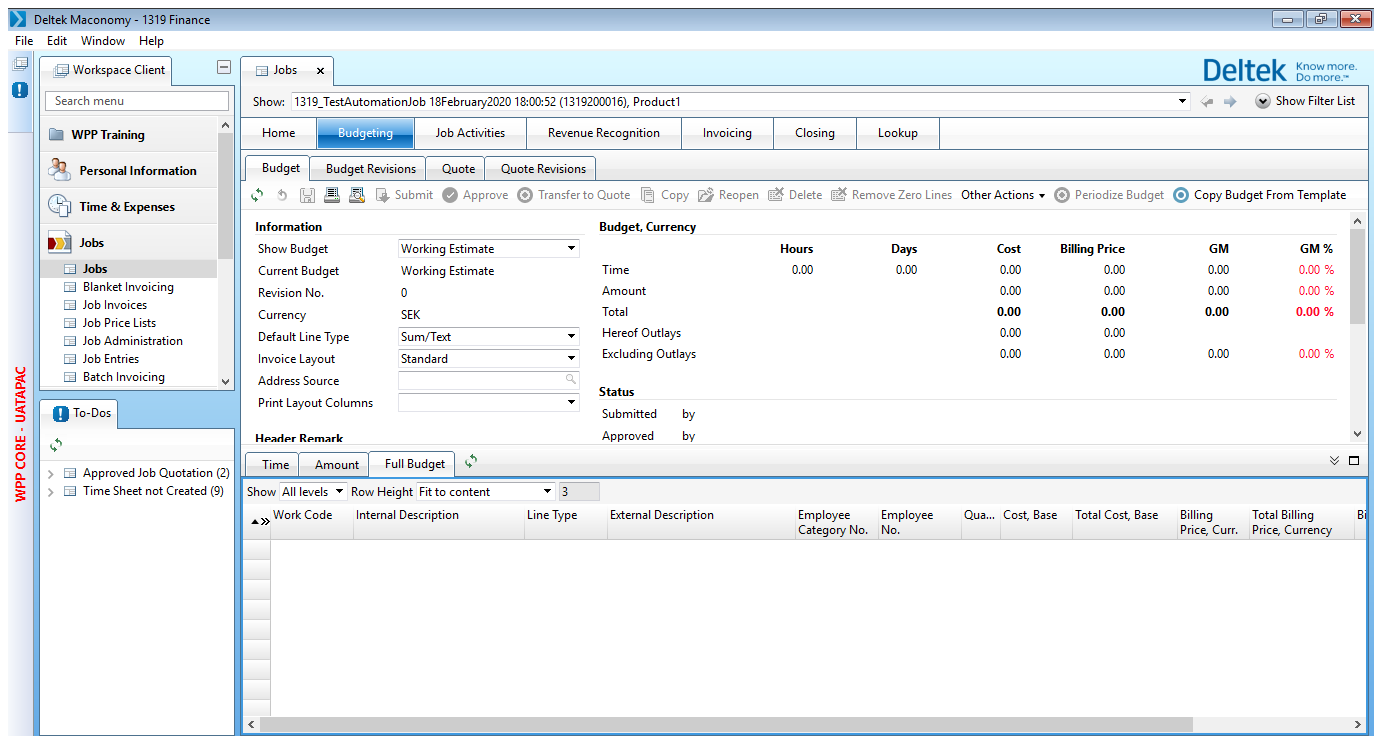 Deltek Maconomy - 1319 Finance
File Edit Window Help
Workspace Client
Search menu
WPP Training
Personal Information
Time & Expenses
Jobs
Jobs
Blanket Invoicing
Job Invoices
Job Price Lists
Job Administration
Job Entries
Batch Invoicing
WPP CORE - UATAPAC
To-Dos
Approved Job Quotation (2)
Time Sheet not Created (9)
Jobs
Deltek Know more. Do more.™
Show: 1319_TestAutomationJob 18February2020 18:00:52 (1319200016), Product1 Show Filter List
Home Budgeting Job Activities Revenue Recognition Invoicing Closing Lookup
Budget Budget Revisions Quote Quote Revisions
Submit Approve Transfer to Quote Copy Reopen Delete Remove Zero Lines Other Actions Periodize Budget Copy Budget From Template
Information
Show Budget Working Estimate
Current Budget Working Estimate
Revision No. 0
Currency SEK
Default Line Type Sum/Text
Invoice Layout Standard
Address Source
Print Layout Columns
Header Remark
Budget, Currency
Hours Days Cost Billing Price GM GM %
Time 0.00 0.00 0.00 0.00 0.00 0.00 %
Amount 0.00 0.00 0.00 0.00 %
Total 0.00 0.00 0.00 0.00 %
Hereof Outlays 0.00 0.00
Excluding Outlays 0.00 0.00 0.00 0.00 %
Status
Submitted by
Approved by
Time Amount Full Budget
Show All levels Row Height Fit to content 3
Work Code Internal Description Line Type External Description Employee Category No. Employee No. Qua... Cost, Base Total Cost, Base Billing Price, Curr. Total Billing Price, Currency Bi